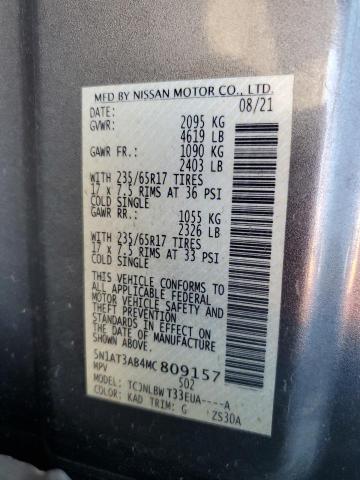 MFD BY NISSAN MOTOR CO., LTD.
DATE: 08/21
GVWR: 2095 KG
4619 LB
GAWR FR.: 1090 KG
2403 LB
WITH 235/65R17 TIRES
17 x 7.5 RIMS AT 36 PSI
COLD SINGLE
GAWR RR.: 1055 KG
2326 LB
WITH 235/65R17 TIRES
17 x 7.5 RIMS AT 33 PSI
COLD SINGLE
THIS VEHICLE CONFORMS TO
ALL APPLICABLE FEDERAL
MOTOR VEHICLE SAFETY AND
THEFT PREVENTION
STANDARDS IN EFFECT ON
THE DATE OF MANUFACTURE
SHOWN ABOVE.
5N1AT3AB4MC809157
MPV 502
MODEL: TCJNLBW T33EUA----A
COLOR: KAD TRIM: G 2S30A